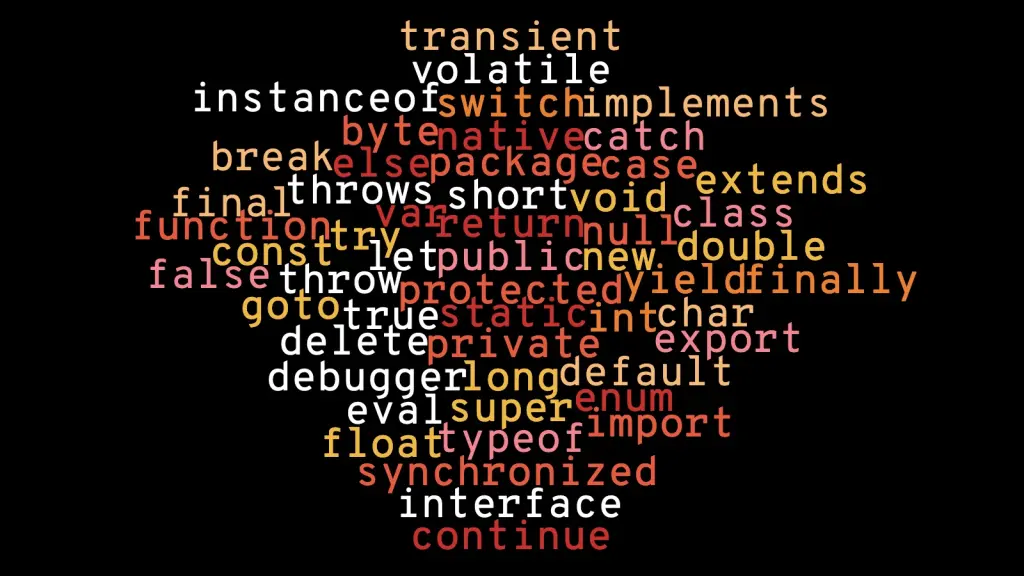 transient
volatile
instanceof switch implements
byte native catch
break else package case
throws short void extends
final var return null class
function try let public new double
const
false throw protected yield finally
goto true static int char
delete private export
debugger long default
eval super enum
float typeof import
synchronized
interface
continue